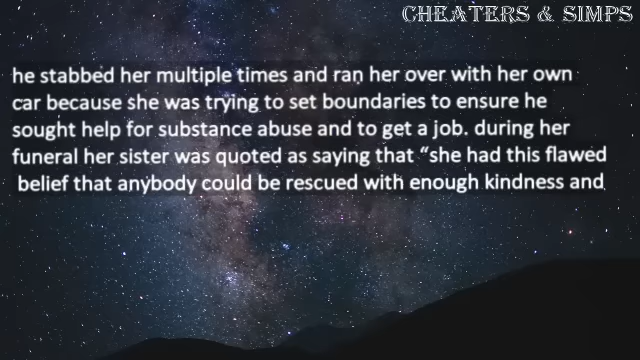 CHEATERS & SIMPS
he stabbed her multiple times and ran her over with her own
car because she was trying to set boundaries to ensure he
sought help for substance abuse and to get a job. during her
funeral her sister was quoted as saying that “she had this flawed
belief that anybody could be rescued with enough kindness and